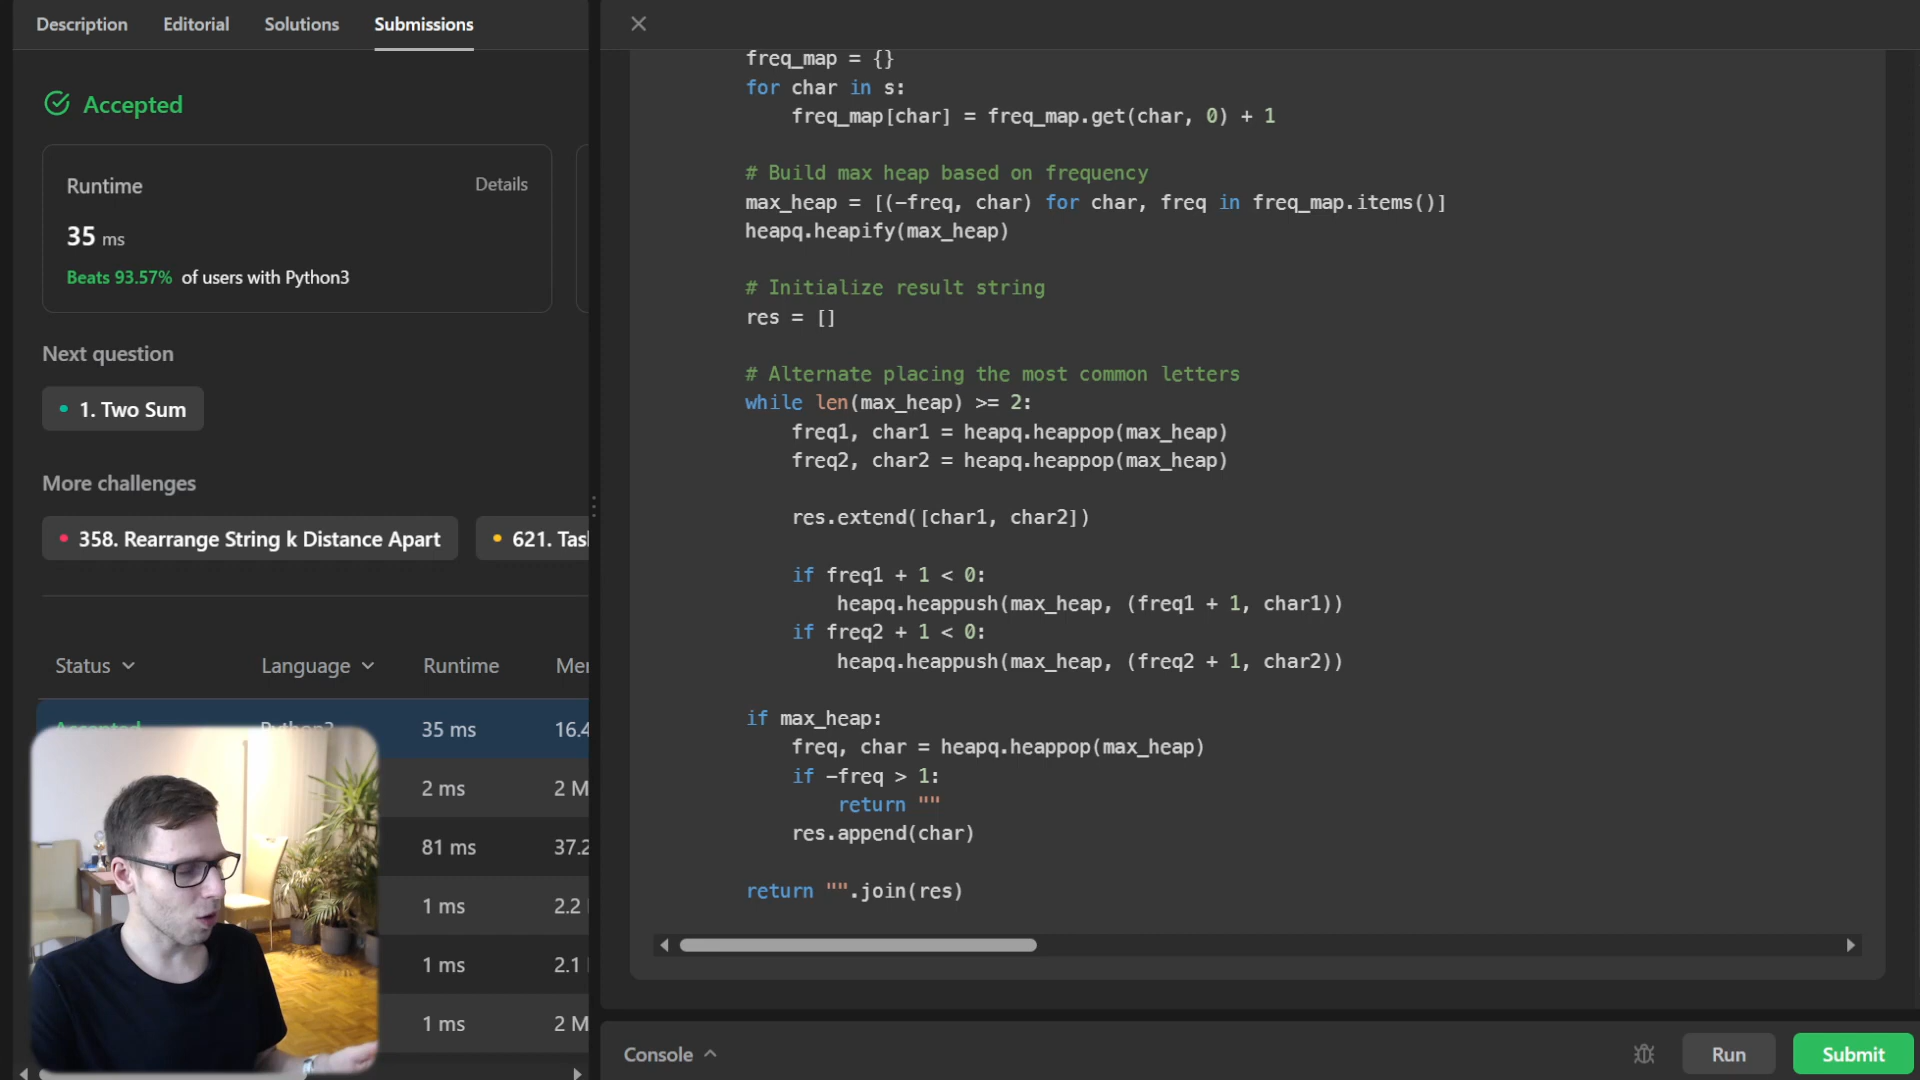 Description
Editorial
Solutions
Submissions
Accepted
Runtime
Details
35 ms
Beats 93.57% of users with Python3
Next question
1. Two Sum
More challenges
358. Rearrange String k Distance Apart
621.
Status
Language
Runtime
Accepted Python3 35 ms 16.4
2 ms 2 M
81 ms 37.2
1 ms 2.2
1 ms 2.1
1 ms 2 M
freq_map = {}
for char in s:
freq_map[char] = freq_map.get(char, 0) + 1
# Build max heap based on frequency
max_heap = [(-freq, char) for char, freq in freq_map.items()]
heapq.heapify(max_heap)
# Initialize result string
res = []
# Alternate placing the most common letters
while len(max_heap) >= 2:
freq1, char1 = heapq.heappop(max_heap)
freq2, char2 = heapq.heappop(max_heap)
res.extend([char1, char2])
if freq1 + 1 < 0:
heapq.heappush(max_heap, (freq1 + 1, char1))
if freq2 + 1 < 0:
heapq.heappush(max_heap, (freq2 + 1, char2))
if max_heap:
freq, char = heapq.heappop(max_heap)
if -freq > 1:
return ""
res.append(char)
return "".join(res)
Console
Run
Submit